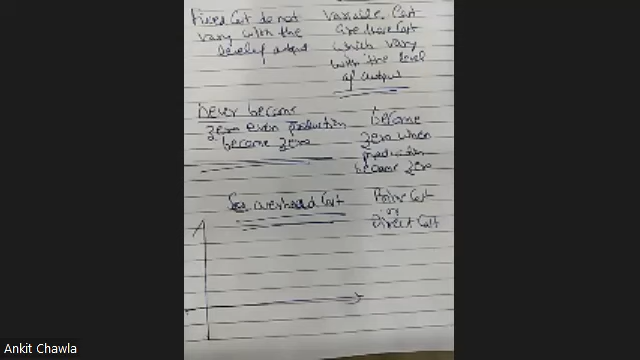 Fixed Cost do not
vary with the
level of output
Variable Cost
are those Cost
which vary
with the level
of output
never become
zero even production
become zero
become
zero when
production
become zero
overhead Cost
Prime Cost
or
Direct Cost
Ankit Chawla